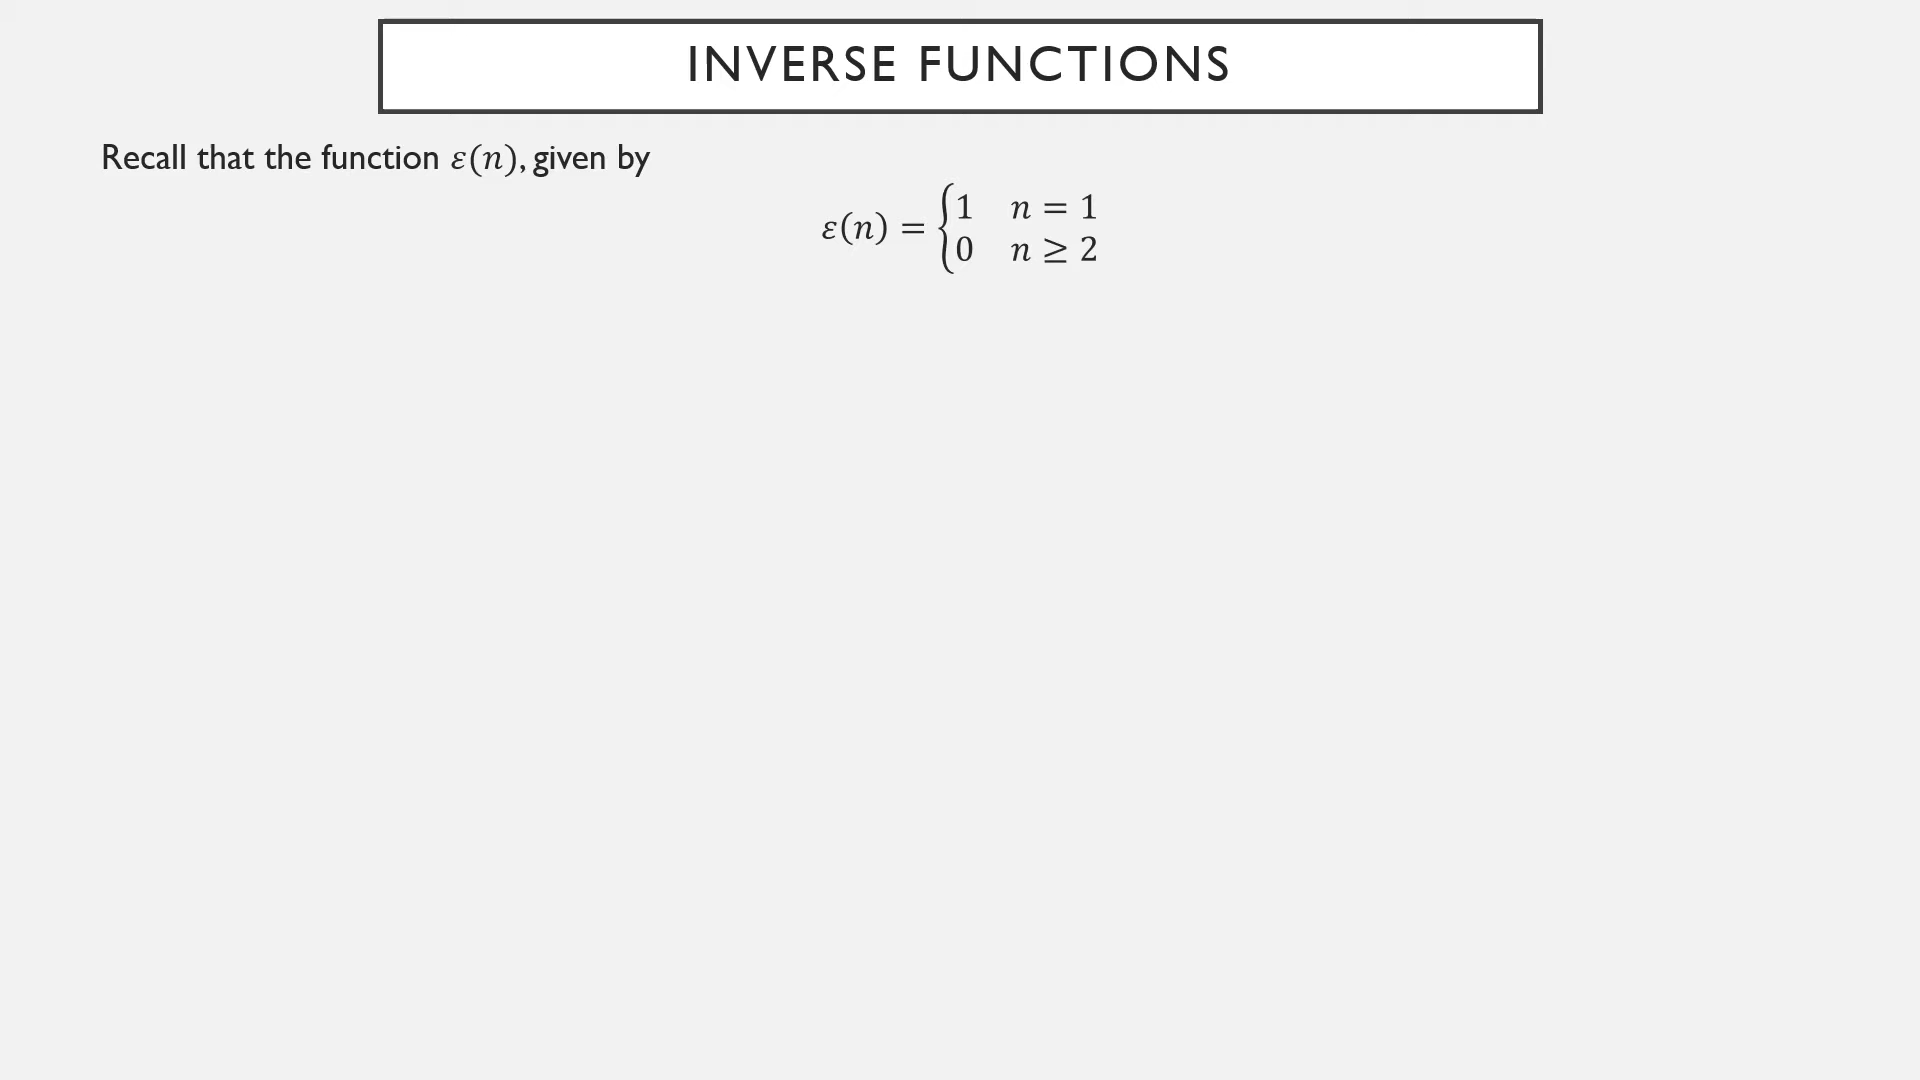 INVERSE FUNCTIONS
Recall that the function 𝜀(𝑛), given by
𝜀(𝑛) = {1 𝑛 = 1
0 𝑛 ≥ 2